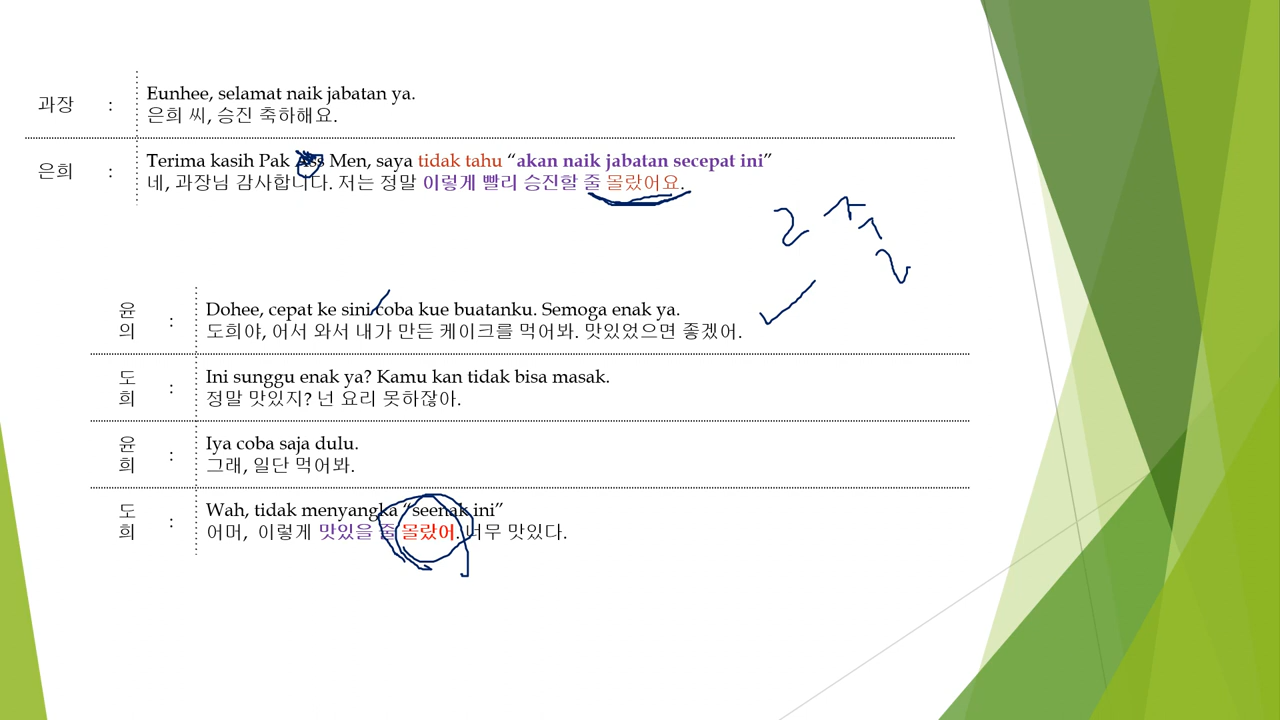 과장 : Eunhee, selamat naik jabatan ya.
은희 씨, 승진 축하해요.
은희 : Terima kasih Pak Men, saya tidak tahu “akan naik jabatan secepat ini”
네, 과장님 감사합니다. 저는 정말 이렇게 빨리 승진할 줄 몰랐어요.
윤의 : Dohee, cepat ke sini coba kue buatanku. Semoga enak ya.
도희야, 어서 와서 내가 만든 케이크를 먹어봐. 맛있었으면 좋겠어.
도희 : Ini sunggu enak ya? Kamu kan tidak bisa masak.
정말 맛있지? 넌 요리 못하잖아.
윤희 : Iya coba saja dulu.
그래, 일단 먹어봐.
도희 : Wah, tidak menyangka “seenak ini”
어머, 이렇게 맛있을 줄 몰랐어. 너무 맛있다.